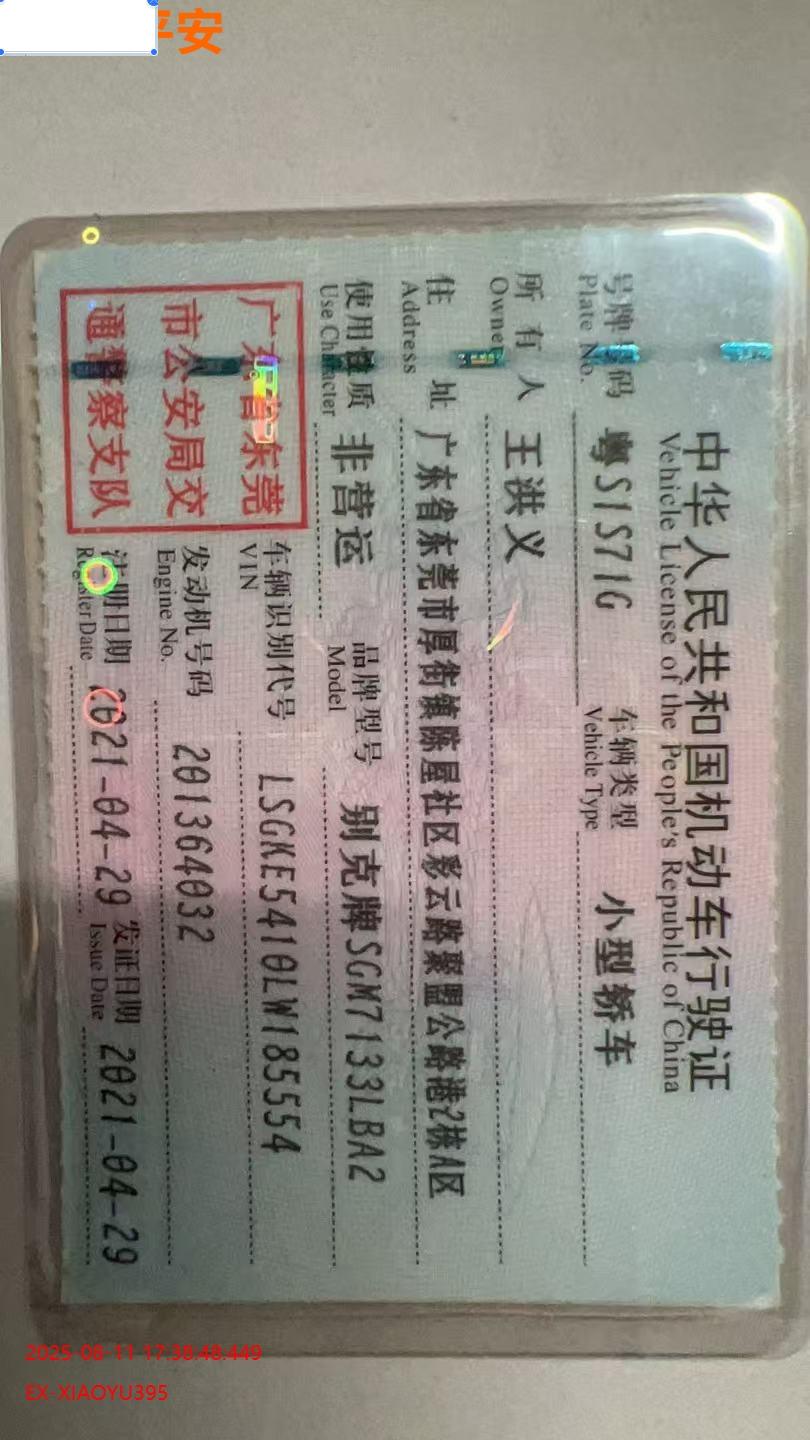 平安
中华人民共和国机动车行驶证
Vehicle License of the People's Republic of China
号牌号码 粤S1S71G 车辆类型 小型轿车
Plate No. Vehicle Type
所有人 王洪义
Owner
住址 广东省东莞市厚街镇陈屋社区彩云路聚盟公路港2栋A区
Address
使用性质 非营运 品牌型号 别克牌SGM7133LBA2
Use Character Model
广东省东莞
市公安局交
通警察支队
车辆识别代号 LSGKE5410LW185554
VIN
发动机号码 201364032
Engine No.
注册日期 2021-04-29 发证日期 2021-04-29
Register Date Issue Date
2025-08-11 17:38:48.449
EX-XIAOYU395